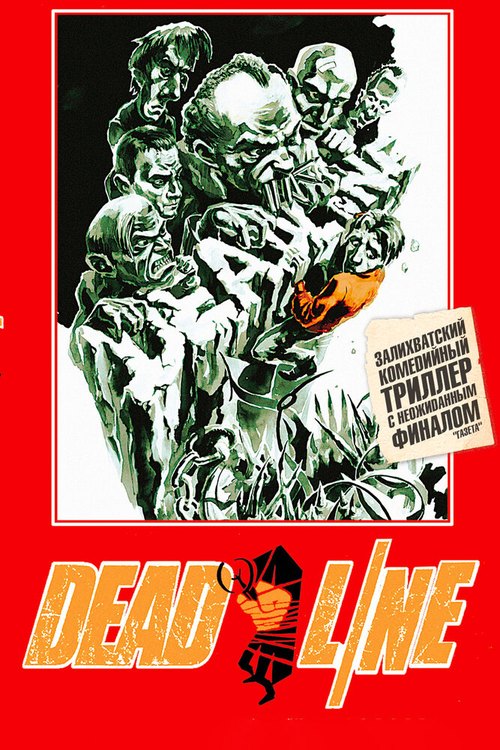 ЗАЛИХВАТСКИЙ
КОМЕДИЙНЫЙ
ТРИЛЛЕР
С НЕОЖИДАННЫМ
ФИНАЛОМ
"ГАЗЕТА"
DEAD LINE